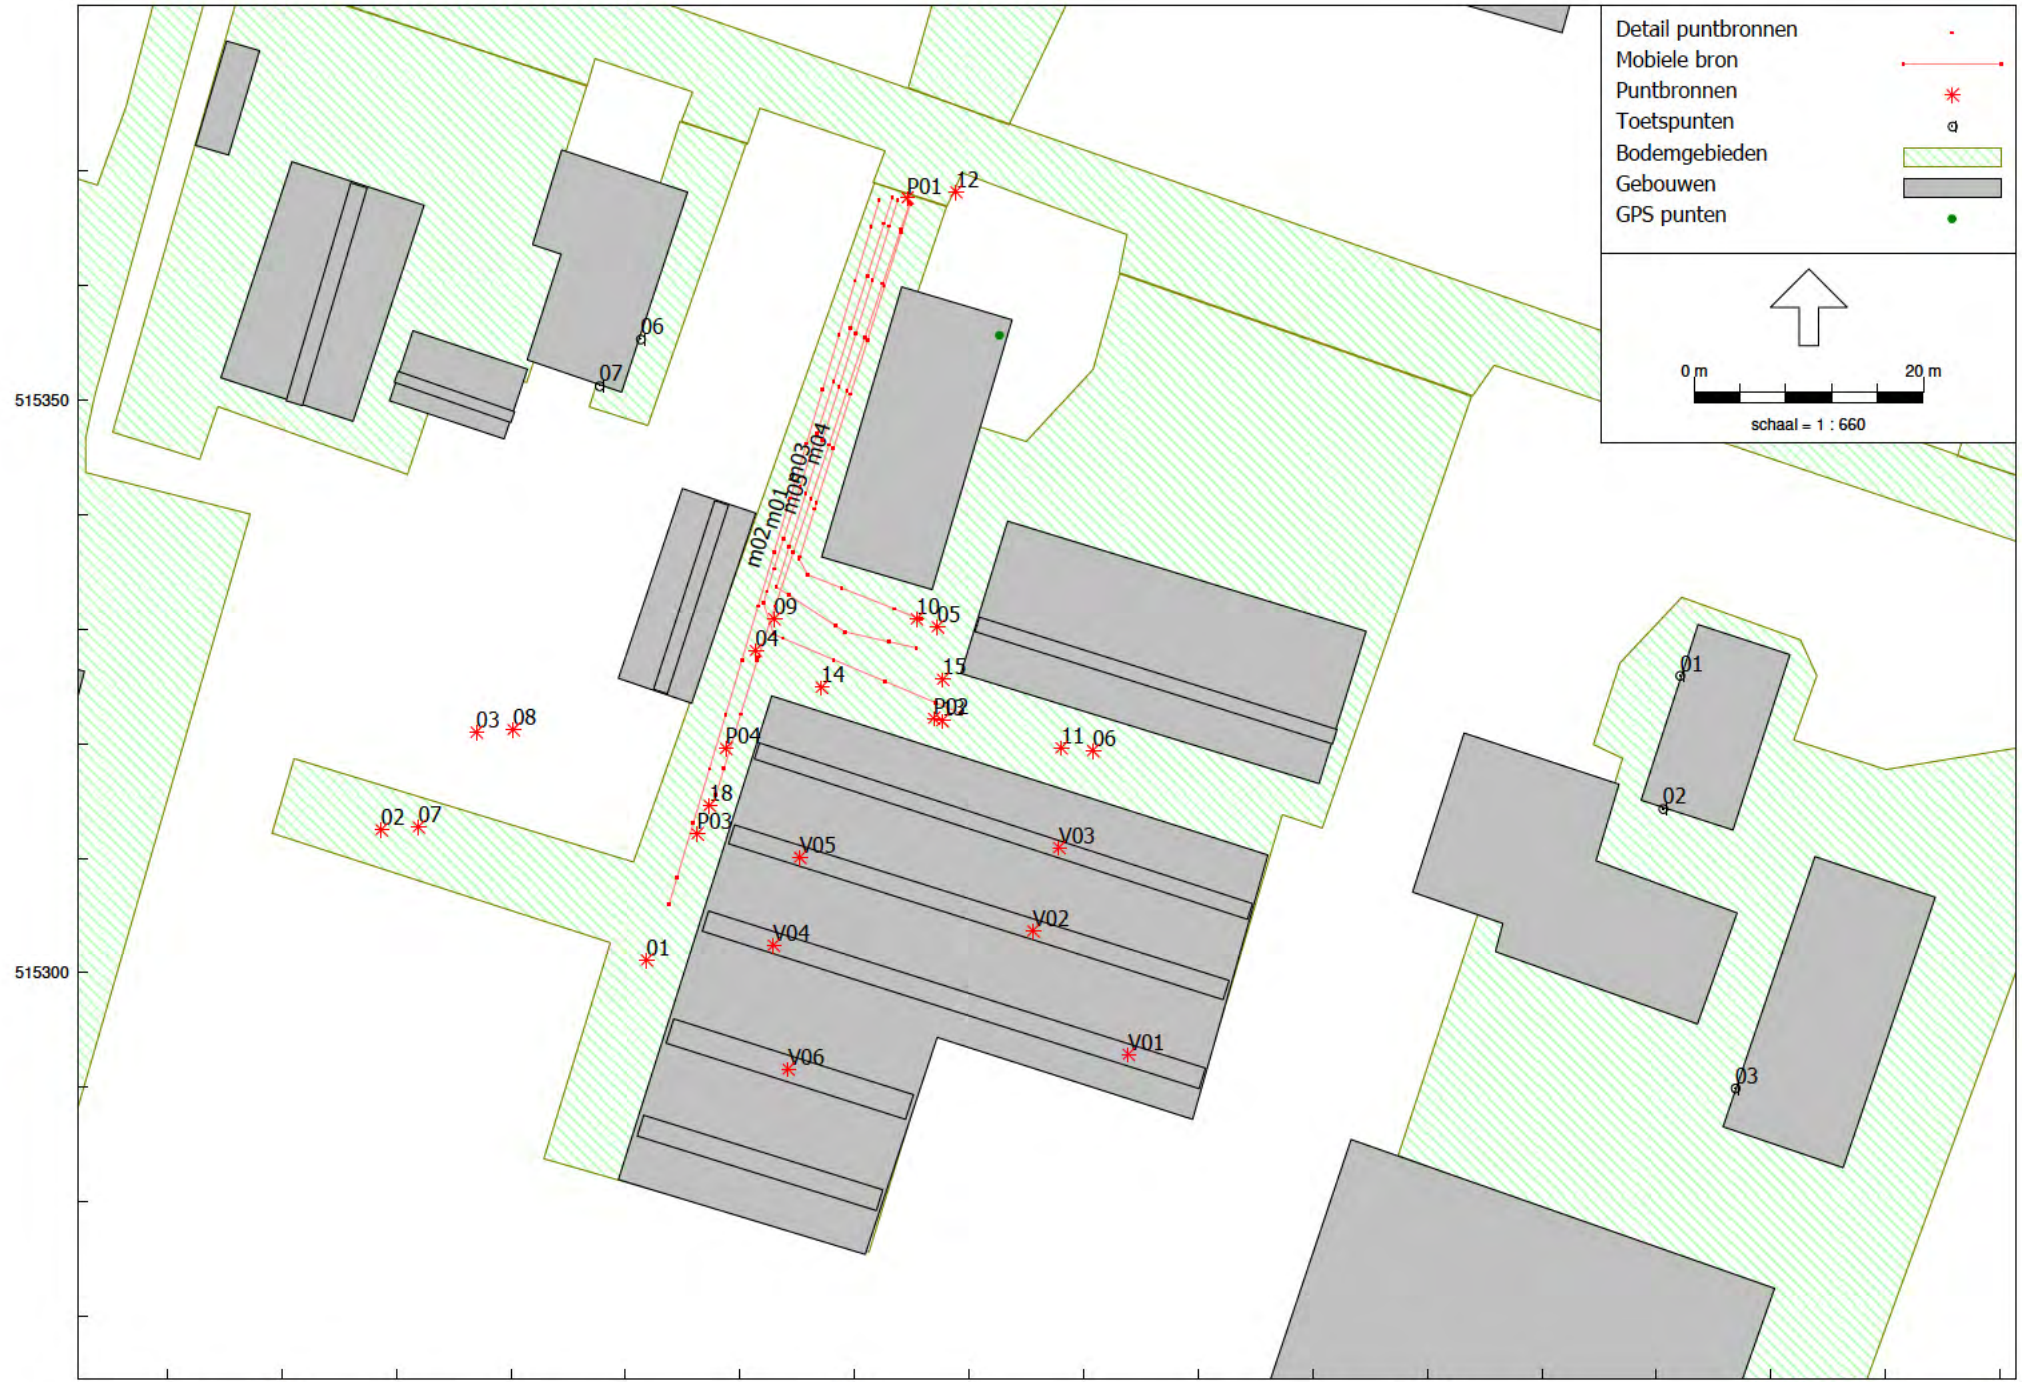 Detail puntbronnen
Mobiele bron
Puntbronnen
Toetspunten
Bodemgebieden
Gebouwen
GPS punten
0 m 20 m
schaal = 1 : 660
P01 12
06
07
515350
m04
m03
m05
m01
m02
09
10 05
04
14
15
P02
03 08
P04
11 06
01
02
18
02 07
P03
V05
V03
V04
V02
01
515300
V06
V01
03